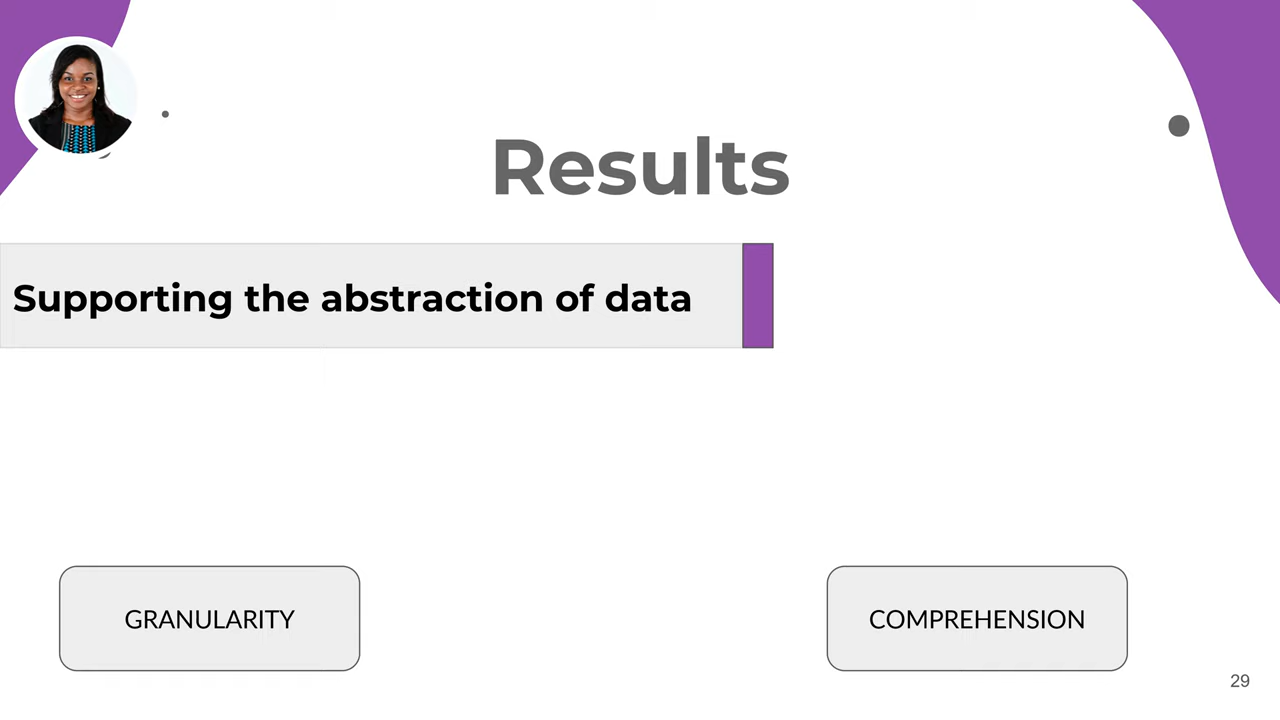 Results
Supporting the abstraction of data
GRANULARITY
COMPREHENSION
29